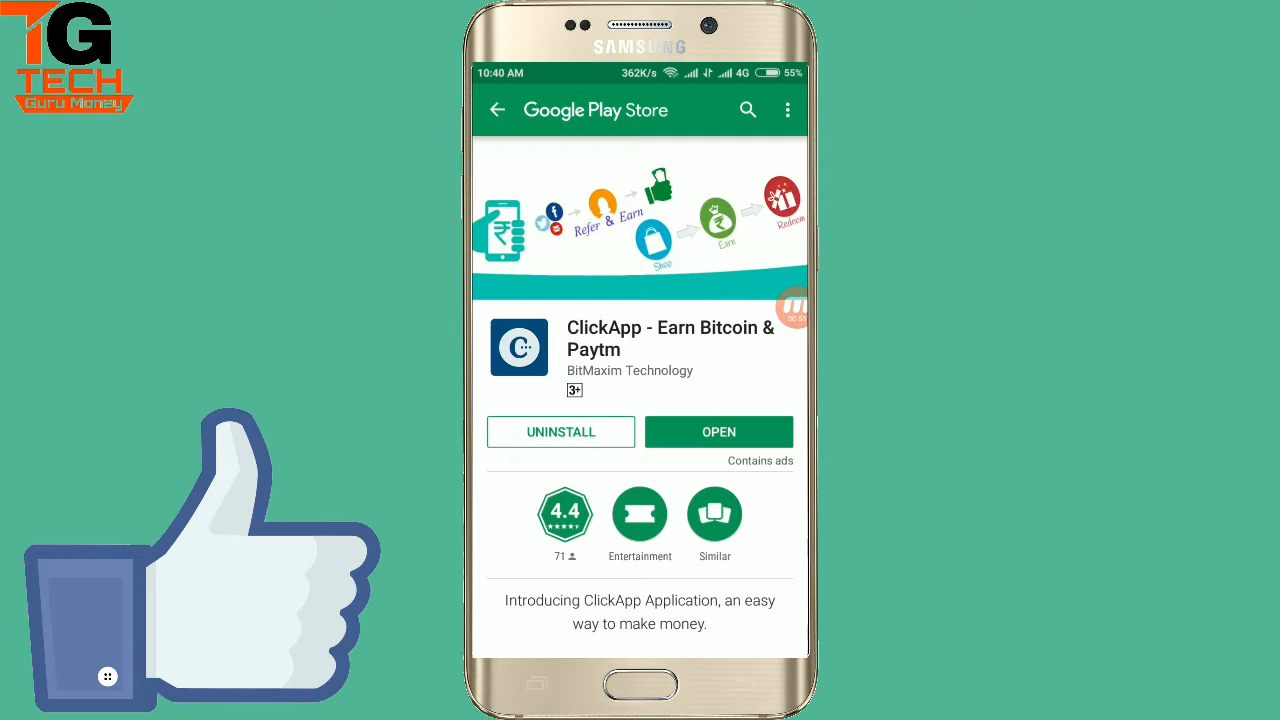 TG
TECH
Guru Money
SAMSUNG
10:40 AM 362K/s 4G 55%
Google Play Store
Refer & Earn
Shop
Earn
Redeem
00:51
ClickApp - Earn Bitcoin &
Paytm
BitMaxim Technology
3+
UNINSTALL OPEN
Contains ads
4.4
71 Entertainment Similar
Introducing ClickApp Application, an easy
way to make money.